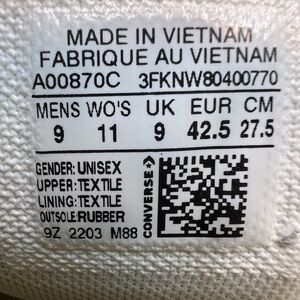 MADE IN VIETNAM
FABRIQUE AU VIETNAM
A00870C 3FKNW80400770
MENS WO'S UK EUR CM
9 11 9 42.5 27.5
GENDER: UNISEX
UPPER: TEXTILE
LINING: TEXTILE
OUTSOLE: RUBBER
9Z 2203 M88
CONVERSE